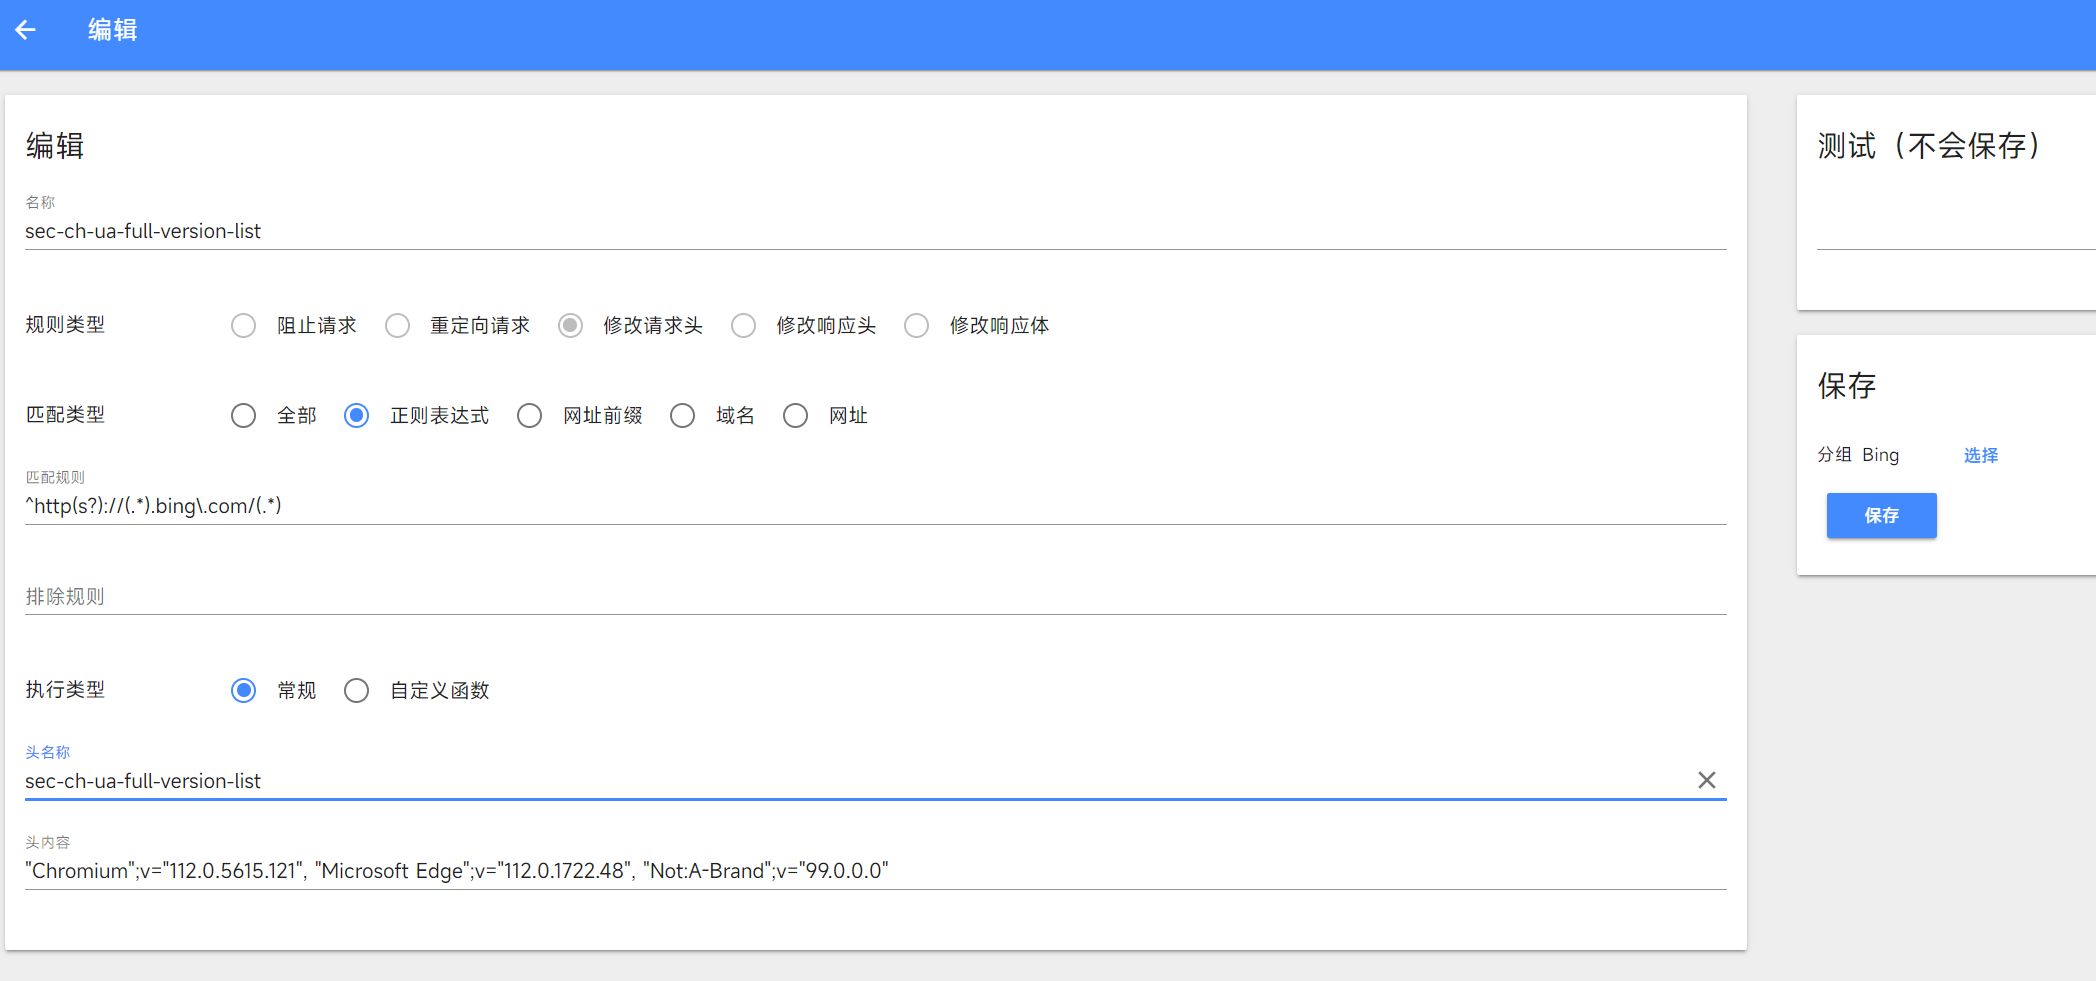 编辑
编辑
名称
sec-ch-ua-full-version-list
规则类型 阻止请求 重定向请求 修改请求头 修改响应头 修改响应体
匹配类型 全部 正则表达式 网址前缀 域名 网址
匹配规则
^http(s?)://(.*).bing\.com/(.*)
排除规则
执行类型 常规 自定义函数
头名称
sec-ch-ua-full-version-list
头内容
"Chromium";v="112.0.5615.121", "Microsoft Edge";v="112.0.1722.48", "Not:A-Brand";v="99.0.0.0"
测试（不会保存）
保存
分组 Bing 选择
保存